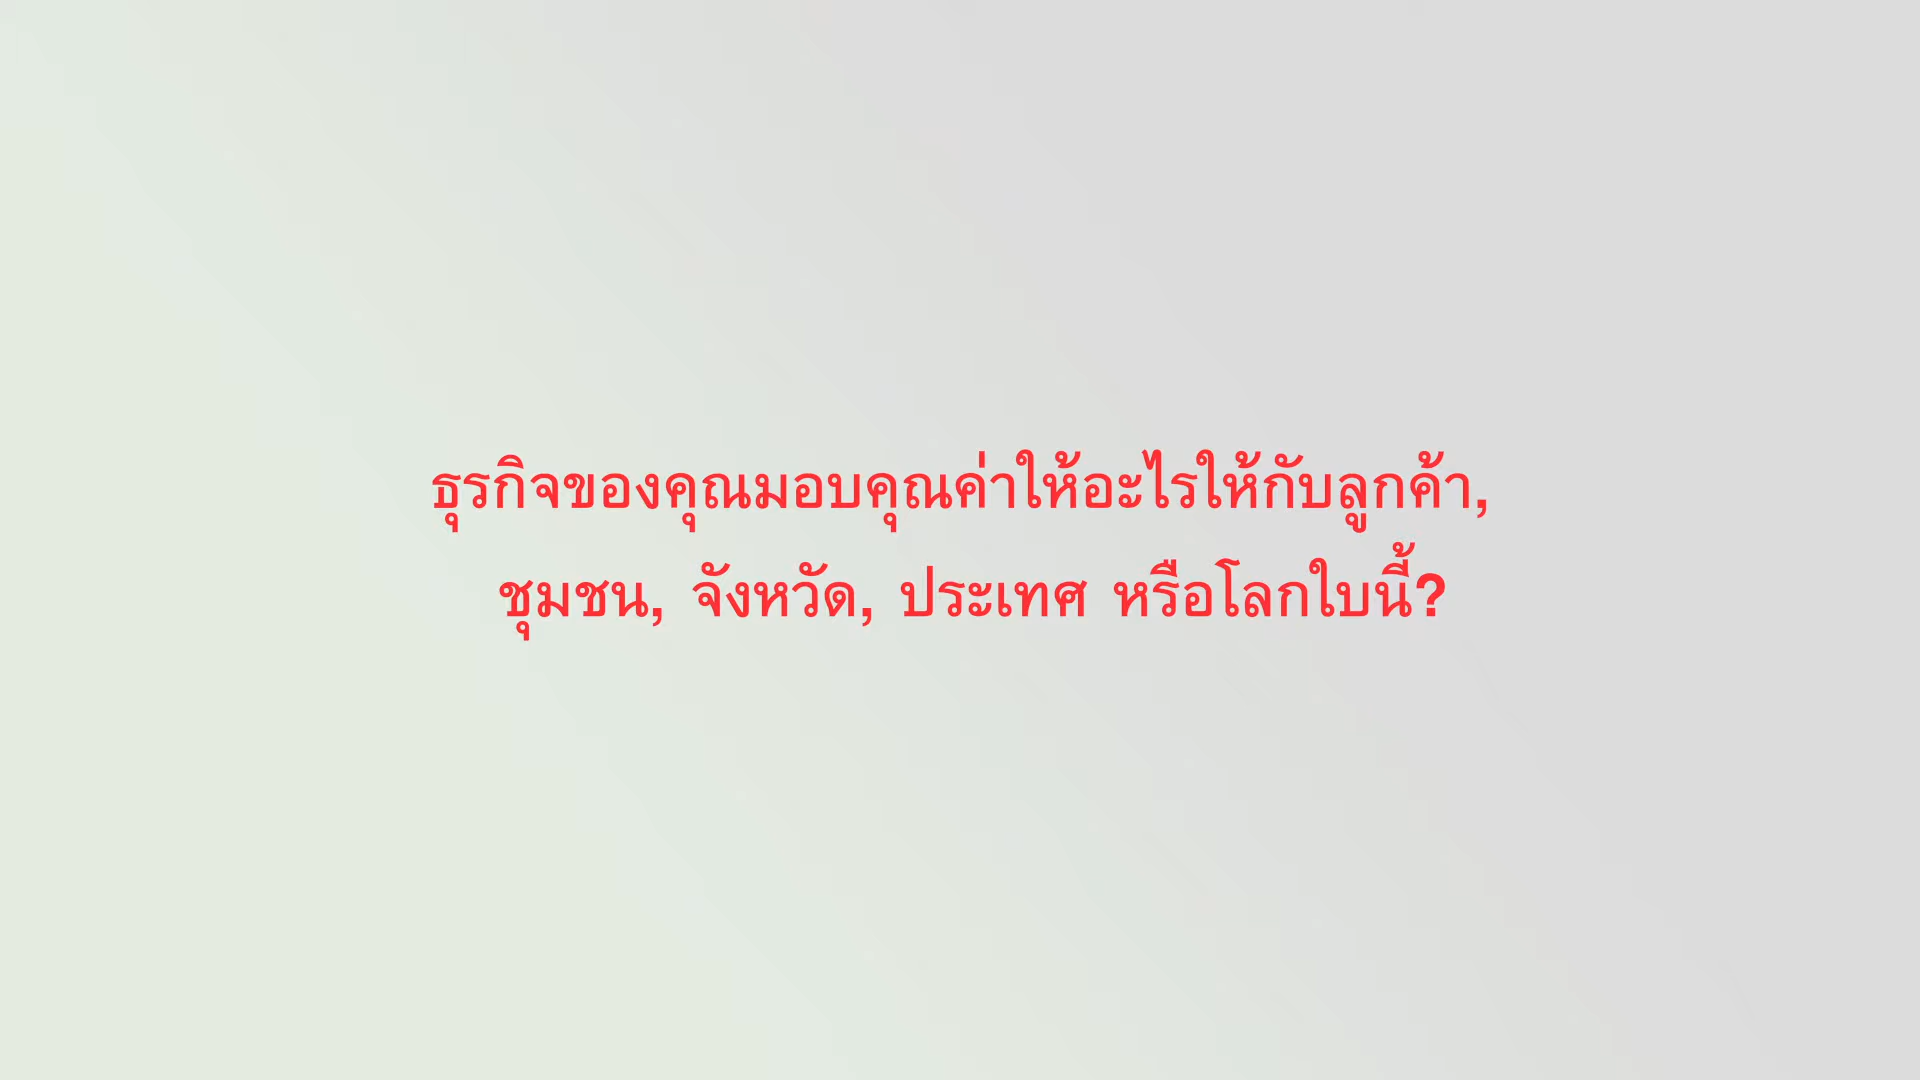 ธุรกิจของคุณมอบคุณค่าให้อะไรให้กับลูกค้า,
ชุมชน, จังหวัด, ประเทศ หรือโลกใบนี้?